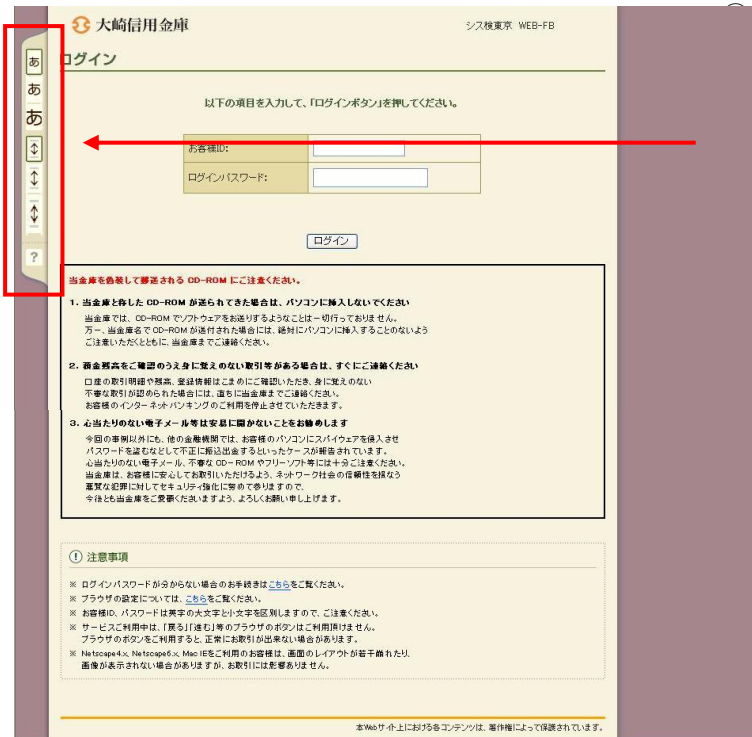 大崎信用金庫
シス検東京 WEB-FB
ログイン
あ
あ
あ
?
以下の項目を入力して、「ログインボタン」を押してください。
お客様ID:
ログインパスワード:
ログイン
当金庫を偽装して郵送される CD-ROM にご注意ください。
1. 当金庫と称した CD-ROM が送られてきた場合は、パソコンに挿入しないでください
当金庫では、CD-ROM でソフトウェアをお送りするようなことは一切行っておりません。
万一、当金庫名で CD-ROM が送付された場合には、絶対にパソコンに挿入することのないよう
ご注意いただくとともに、当金庫までご連絡ください。
2. 預金残高をご確認のうえ身に覚えのない取引等がある場合は、すぐにご連絡ください
口座の取引明細や残高、登録情報はこまめにご確認いただき、身に覚えのない
不審な取引が認められた場合には、直ちに当金庫までご連絡ください。
お客様のインターネットバンキングのご利用を停止させていただきます。
3. 心当たりのない電子メール等は安易に開かないことをお勧めします
今回の事例以外にも、他の金融機関では、お客様のパソコンにスパイウェアを侵入させ
パスワードを盗むなどして不正に振込出金するといったケースが報告されています。
心当たりのない電子メール、不審な CD-ROM やフリーソフト等には十分ご注意ください。
当金庫は、お客様に安心してお取引いただけるよう、ネットワーク社会の信頼性を損なう
悪質な犯罪に対してセキュリティ強化に努めて参りますので、
今後とも当金庫をご愛顧くださいますよう、よろしくお願い申し上げます。
注意事項
※ ログインパスワードが分からない場合のお手続きはこちらをご覧ください。
※ ブラウザの設定については、こちらをご覧ください。
※ お客様ID、パスワードは英字の大文字と小文字を区別しますので、ご注意ください。
※ サービスご利用中は、「戻る」「進む」等のブラウザのボタンはご利用頂けません。
ブラウザのボタンをご利用すると、正常にお取引が出来ない場合があります。
※ Netscape4.x、Netscape6.x、Mac IEをご利用のお客様は、画面のレイアウトが若干崩れたり、
画像が表示されない場合がありますが、お取引には影響ありません。
本Webサイト上における各コンテンツは、著作権によって保護されています。